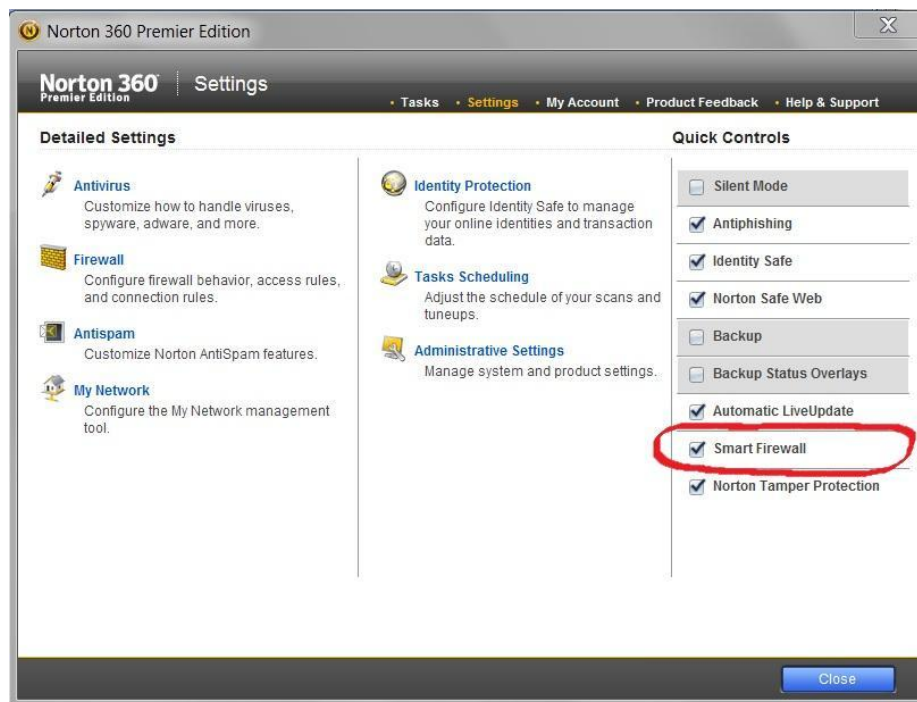 Norton 360 Premier Edition
Norton 360
Premier Edition
Settings
• Tasks • Settings • My Account • Product Feedback • Help & Support
Detailed Settings
Antivirus
Customize how to handle viruses,
spyware, adware, and more.
Firewall
Configure firewall behavior, access rules,
and connection rules.
Antispam
Customize Norton AntiSpam features.
My Network
Configure the My Network management
tool.
Identity Protection
Configure Identity Safe to manage
your online identities and transaction
data.
Tasks Scheduling
Adjust the schedule of your scans and
tuneups.
Administrative Settings
Manage system and product settings.
Quick Controls
Silent Mode
Antiphishing
Identity Safe
Norton Safe Web
Backup
Backup Status Overlays
Automatic LiveUpdate
Smart Firewall
Norton Tamper Protection
Close